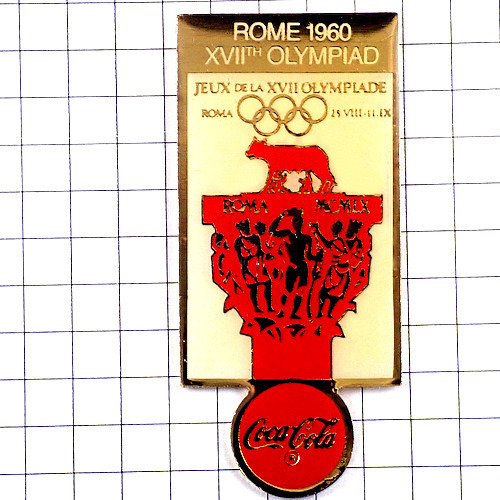 ROME 1960
XVIITH OLYMPIAD
JEUX DE LA XVII OLYMPIADE
ROMA 25·VIII-11·IX
ROMA MCMLX
Coca-Cola
®